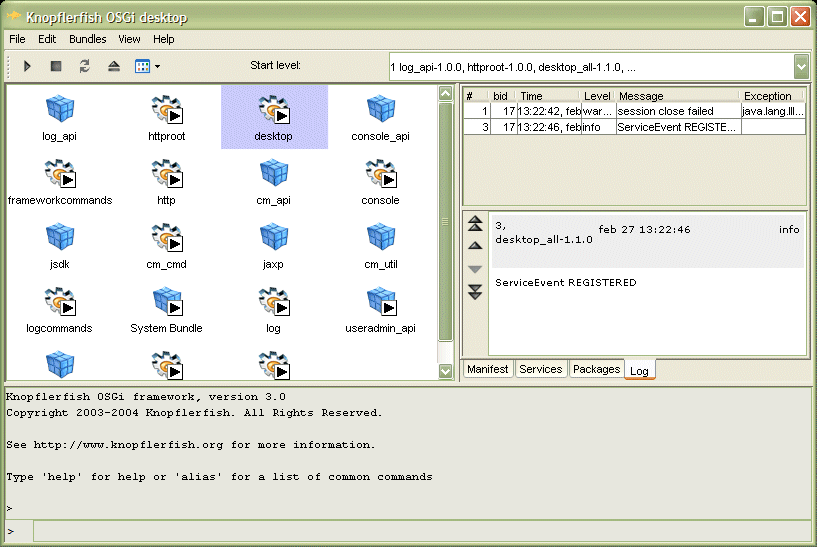 Knopflerfish OSGi desktop
File Edit Bundles View Help
Start level: 1 log_api-1.0.0, httproot-1.0.0, desktop_all-1.1.0, ...
log_api httproot desktop console_api
frameworkcommands http cm_api console
jsdk cm_cmd jaxp cm_util
logcommands System Bundle log useradmin_api
# bid Time Level Message Exception
1 17 13:22:42, feb war... session close failed java.lang.Ill...
3 17 13:22:46, feb info ServiceEvent REGISTE...
3, feb 27 13:22:46 info
desktop_all-1.1.0
ServiceEvent REGISTERED
Manifest Services Packages Log
Knopflerfish OSGi framework, version 3.0
Copyright 2003-2004 Knopflerfish. All Rights Reserved.
See http://www.knopflerfish.org for more information.
Type 'help' for help or 'alias' for a list of common commands
>
>